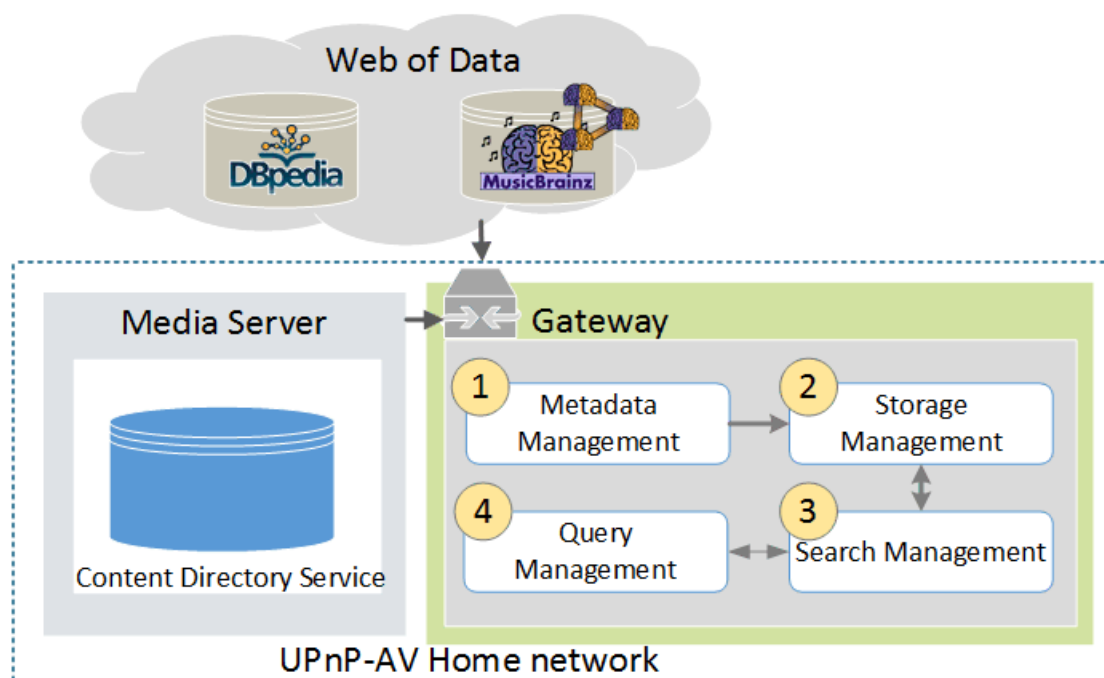 Web of Data
DBpedia
MusicBrainz
Media Server
Content Directory Service
Gateway
1
Metadata
Management
2
Storage
Management
4
Query
Management
3
Search Management
UPnP-AV Home network